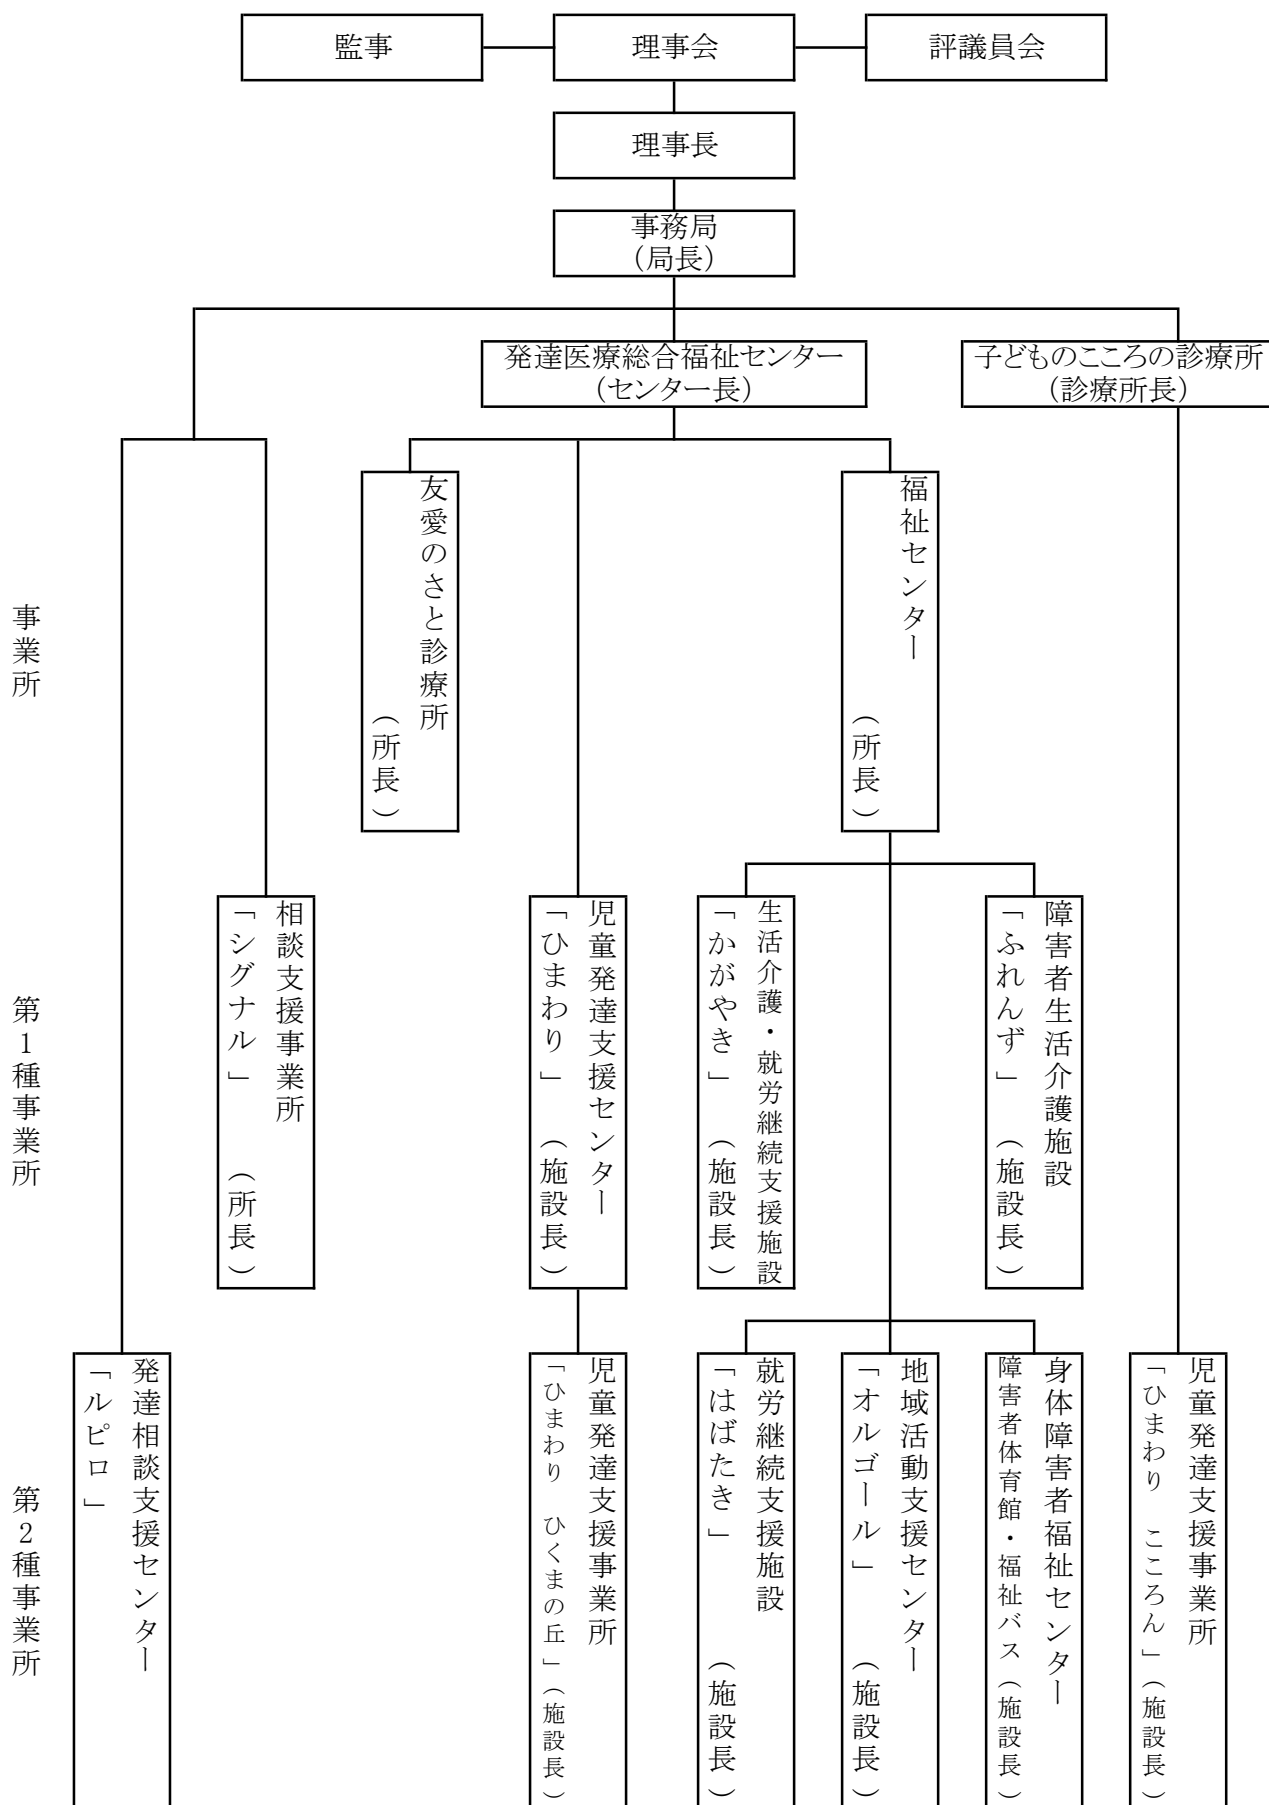 監事
理事会
評議員会
理事長
事務局
（局長）
発達医療総合福祉センター
（センター長）
子どものこころの診療所
（診療所長）
事業所
友愛のさと診療所
（所長）
福祉センター
（所長）
第1種事業所
相談支援事業所
「シグナル」　（所長）
児童発達支援センター
「ひまわり」　（施設長）
生活介護・就労継続支援施設
「かがやき」　（施設長）
障害者生活介護施設
「ふれんず」　（施設長）
第2種事業所
発達相談支援センター
「ルピロ」
児童発達支援事業所
「ひまわり　ひくまの丘」（施設長）
就労継続支援施設
「はばたき」　（施設長）
地域活動支援センター
「オルゴール」　（施設長）
身体障害者福祉センター
障害者体育館・福祉バス（施設長）
児童発達支援事業所
「ひまわり　こころん」（施設長）